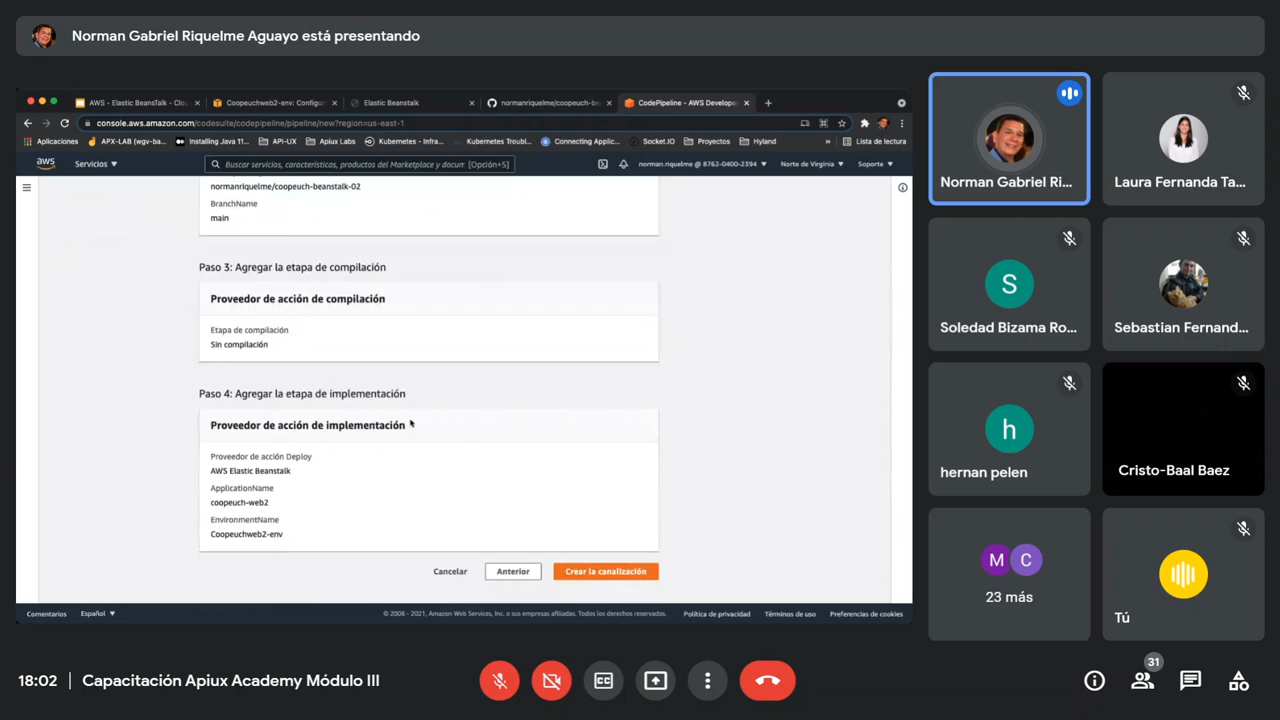 Norman Gabriel Riquelme Aguayo está presentando
AWS - Elastic BeansTalk - Clou
Coopeuchweb2-env: Configur
Elastic Beanstalk
normanriquelme/coopeuch-be
CodePipeline - AWS Develope
console.aws.amazon.com/codesuite/codepipeline/pipeline/new?region=us-east-1
Aplicaciones
APX-LAB (wgv-ba...
Installing Java 11...
API-UX
Apiux Labs
Kubernetes - Infra...
Kubernetes Troubl...
Connecting Applic...
Socket.IO
Proyectos
Hyland
»
Lista de lectura
aws
Servicios
Buscar servicios, características, productos del Marketplace y docum [Opción+S]
norman.riquelme @ 8762-0400-2394
Norte de Virginia
Soporte
normanriquelme/coopeuch-beanstalk-02
BranchName
main
Paso 3: Agregar la etapa de compilación
Proveedor de acción de compilación
Etapa de compilación
Sin compilación
Paso 4: Agregar la etapa de implementación
Proveedor de acción de implementación
Proveedor de acción Deploy
AWS Elastic Beanstalk
ApplicationName
coopeuch-web2
EnvironmentName
Coopeuchweb2-env
Cancelar
Anterior
Crear la canalización
Comentarios
Español
© 2008 - 2021, Amazon Web Services, Inc. o sus empresas afiliadas. Todos los derechos reservados.
Política de privacidad
Términos de uso
Preferencias de cookies
Norman Gabriel Ri...
Laura Fernanda Ta...
S
Soledad Bizama Ro...
Sebastian Fernand...
h
hernan pelen
Cristo-Baal Baez
M
C
23 más
Tú
18:02
Capacitación Apiux Academy Módulo III
31